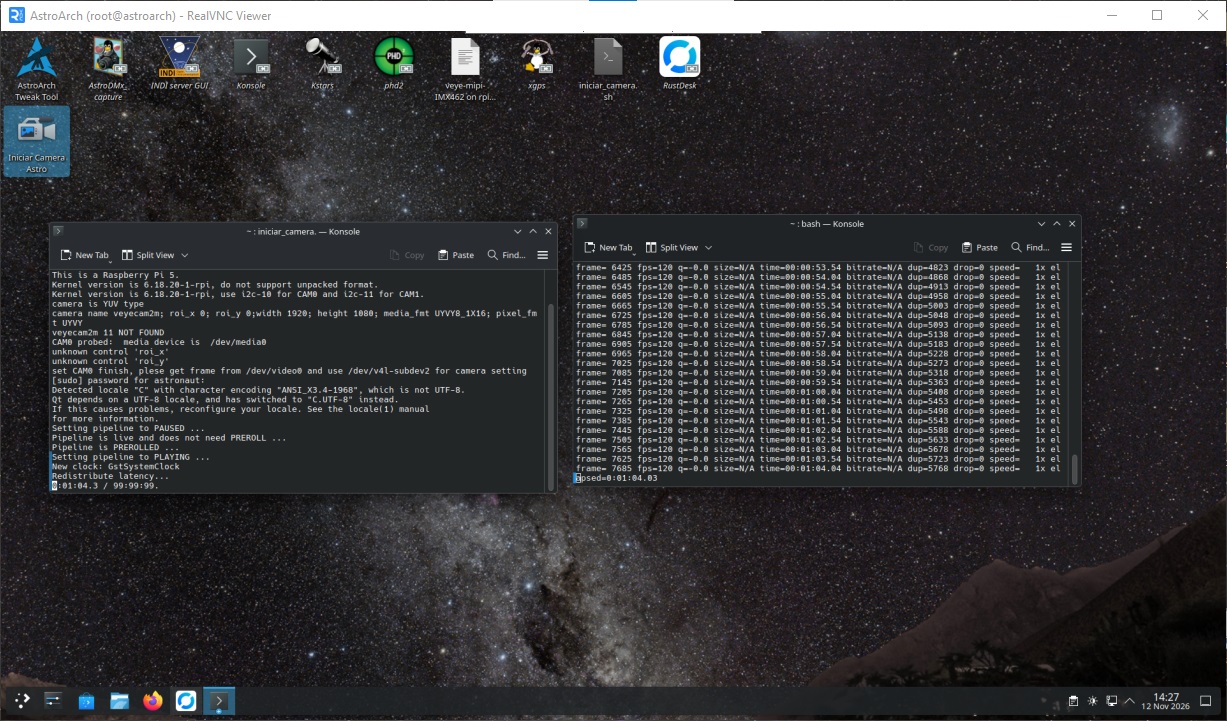 AstroArch (root@astroarch) - RealVNC Viewer
AstroArch
Tweak Tool
AstroDMx_
capture
INDI server GUI
Konsole
Kstars
phd2
veye-mipi-
IMX462 on rpi...
xgps
iniciar_camera.
sh
RustDesk
INDI
PHD
Iniciar Camera
Astro
~ : iniciar_camera. — Konsole
New Tab
Split View
Copy
Paste
Find...
This is a Raspberry Pi 5.
Kernel version is 6.18.20-1-rpi, do not support unpacked format.
Kernel version is 6.18.20-1-rpi, use i2c-10 for CAM0 and i2c-11 for CAM1.
camera is YUV type
camera name veyecam2m; roi_x 0; roi_y 0;width 1920; height 1080; media_fmt UYVY8_1X16; pixel_fm
t UYVY
veyecam2m 11 NOT FOUND
CAM0 probed:  media device is  /dev/media0
unknown control 'roi_x'
unknown control 'roi_y'
set CAM0 finish, plese get frame from /dev/video0 and use /dev/v4l-subdev2 for camera setting
[sudo] password for astronaut:
Detected locale "C" with character encoding "ANSI_X3.4-1968", which is not UTF-8.
Qt depends on a UTF-8 locale, and has switched to "C.UTF-8" instead.
If this causes problems, reconfigure your locale. See the locale(1) manual
for more information.
Setting pipeline to PAUSED ...
Pipeline is live and does not need PREROLL ...
Pipeline is PREROLLED ...
Setting pipeline to PLAYING ...
New clock: GstSystemClock
Redistribute latency...
0:01:04.3 / 99:99:99.
~ : bash — Konsole
New Tab
Split View
Copy
Paste
Find...
frame= 6425 fps=120 q=-0.0 size=N/A time=00:00:53.54 bitrate=N/A dup=4823 drop=0 speed=   1x el
frame= 6485 fps=120 q=-0.0 size=N/A time=00:00:54.04 bitrate=N/A dup=4868 drop=0 speed=   1x el
frame= 6545 fps=120 q=-0.0 size=N/A time=00:00:54.54 bitrate=N/A dup=4913 drop=0 speed=   1x el
frame= 6605 fps=120 q=-0.0 size=N/A time=00:00:55.04 bitrate=N/A dup=4958 drop=0 speed=   1x el
frame= 6665 fps=120 q=-0.0 size=N/A time=00:00:55.54 bitrate=N/A dup=5003 drop=0 speed=   1x el
frame= 6725 fps=120 q=-0.0 size=N/A time=00:00:56.04 bitrate=N/A dup=5048 drop=0 speed=   1x el
frame= 6785 fps=120 q=-0.0 size=N/A time=00:00:56.54 bitrate=N/A dup=5093 drop=0 speed=   1x el
frame= 6845 fps=120 q=-0.0 size=N/A time=00:00:57.04 bitrate=N/A dup=5138 drop=0 speed=   1x el
frame= 6905 fps=120 q=-0.0 size=N/A time=00:00:57.54 bitrate=N/A dup=5183 drop=0 speed=   1x el
frame= 6965 fps=120 q=-0.0 size=N/A time=00:00:58.04 bitrate=N/A dup=5228 drop=0 speed=   1x el
frame= 7025 fps=120 q=-0.0 size=N/A time=00:00:58.54 bitrate=N/A dup=5273 drop=0 speed=   1x el
frame= 7085 fps=120 q=-0.0 size=N/A time=00:00:59.04 bitrate=N/A dup=5318 drop=0 speed=   1x el
frame= 7145 fps=120 q=-0.0 size=N/A time=00:00:59.54 bitrate=N/A dup=5363 drop=0 speed=   1x el
frame= 7205 fps=120 q=-0.0 size=N/A time=00:01:00.04 bitrate=N/A dup=5408 drop=0 speed=   1x el
frame= 7265 fps=120 q=-0.0 size=N/A time=00:01:00.54 bitrate=N/A dup=5453 drop=0 speed=   1x el
frame= 7325 fps=120 q=-0.0 size=N/A time=00:01:01.04 bitrate=N/A dup=5498 drop=0 speed=   1x el
frame= 7385 fps=120 q=-0.0 size=N/A time=00:01:01.54 bitrate=N/A dup=5543 drop=0 speed=   1x el
frame= 7445 fps=120 q=-0.0 size=N/A time=00:01:02.04 bitrate=N/A dup=5588 drop=0 speed=   1x el
frame= 7505 fps=120 q=-0.0 size=N/A time=00:01:02.54 bitrate=N/A dup=5633 drop=0 speed=   1x el
frame= 7565 fps=120 q=-0.0 size=N/A time=00:01:03.04 bitrate=N/A dup=5678 drop=0 speed=   1x el
frame= 7625 fps=120 q=-0.0 size=N/A time=00:01:03.54 bitrate=N/A dup=5723 drop=0 speed=   1x el
frame= 7685 fps=120 q=-0.0 size=N/A time=00:01:04.04 bitrate=N/A dup=5768 drop=0 speed=   1x el
apsed=0:01:04.03
14:27
12 Nov 2026